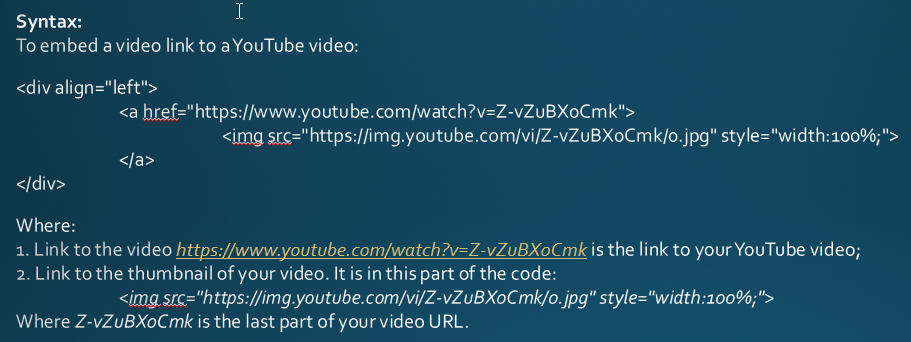 Syntax:
To embed a video link to a YouTube video:
<div align="left">
<a href="https://www.youtube.com/watch?v=Z-vZuBXoCmk">
<img src="https://img.youtube.com/vi/Z-vZuBXoCmk/0.jpg" style="width:100%;">
</a>
</div>
Where:
1. Link to the video https://www.youtube.com/watch?v=Z-vZuBXoCmk is the link to your YouTube video;
2. Link to the thumbnail of your video. It is in this part of the code:
<img src="https://img.youtube.com/vi/Z-vZuBXoCmk/0.jpg" style="width:100%;">
Where Z-vZuBXoCmk is the last part of your video URL.